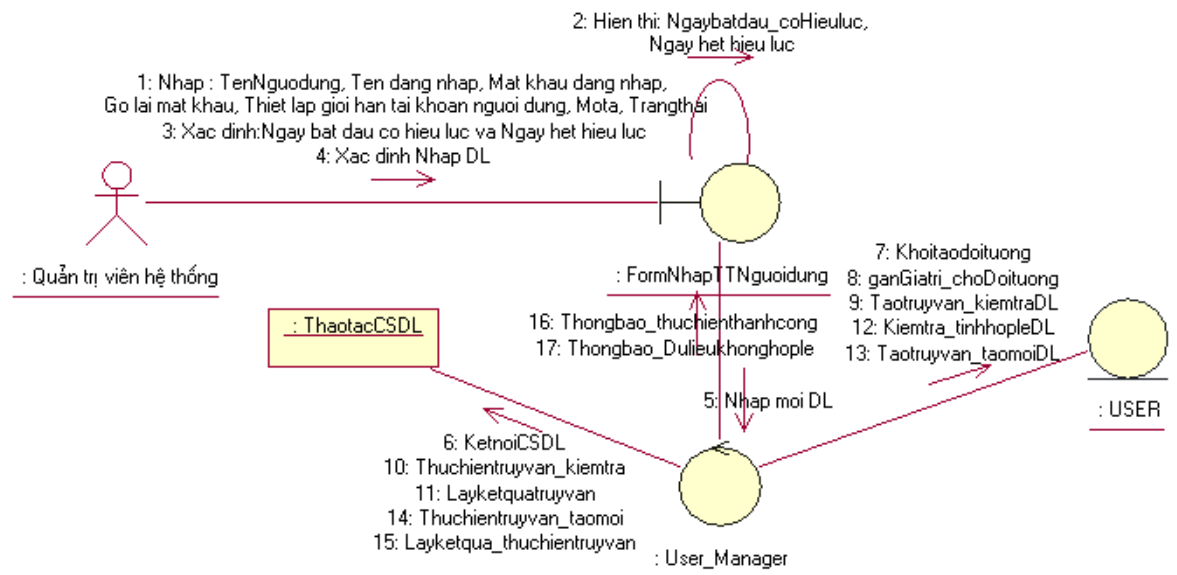 2: Hien thi: Ngaybatdau_coHieuluc,
Ngay het hieu luc
1: Nhap : TenNguodung, Ten dang nhap, Mat khau dang nhap,
Go lai mat khau, Thiet lap gioi han tai khoan nguoi dung, Mota, Trangthai
3: Xac dinh:Ngay bat dau co hieu luc va Ngay het hieu luc
4: Xac dinh Nhap DL
: Quản trị viên hệ thống
: FormNhapTTNguoidung
7: Khoitaodoituong
8: ganGiatri_choDoituong
9: Taotruyvan_kiemtraDL
12: Kiemtra_tinhhopleDL
13: Taotruyvan_taomoiDL
: ThaotacCSDL
16: Thongbao_thuchienthanhcong
17: Thongbao_Dulieukhonghople
5: Nhap moi DL
: USER
6: KetnoiCSDL
10: Thuchientruyvan_kiemtra
11: Layketquatruyvan
14: Thuchientruyvan_taomoi
15: Layketqua_thuchientruyvan
: User_Manager